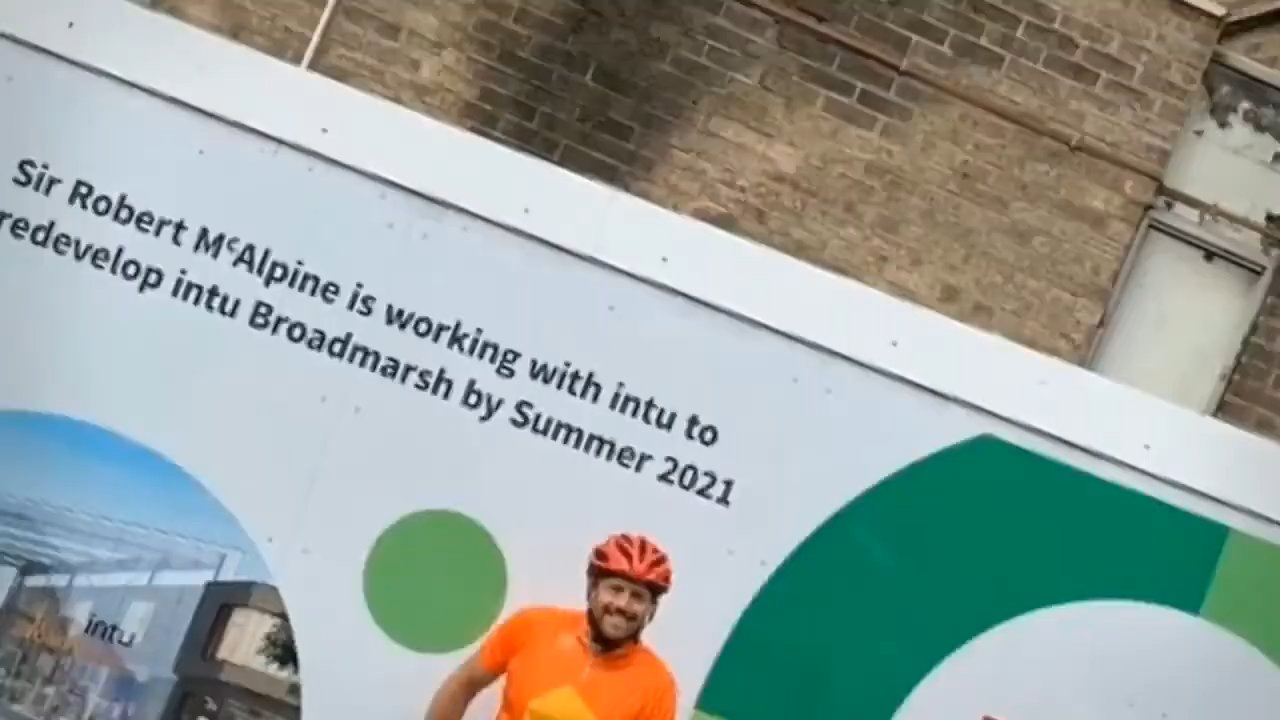 Sir Robert MᶜAlpine is working with intu to
redevelop intu Broadmarsh by Summer 2021
intu